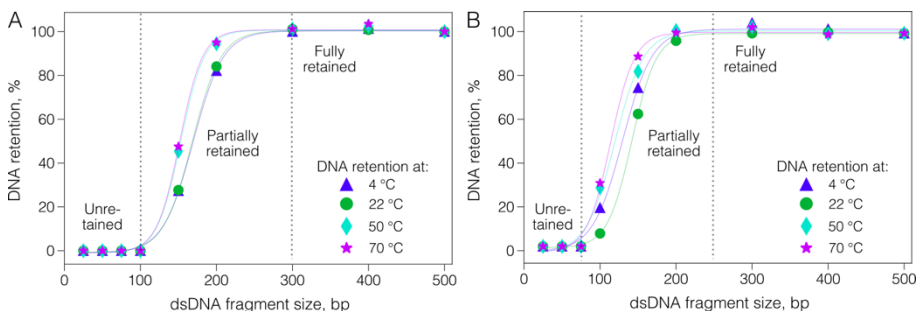 A
DNA retention, %
100
80
60
40
20
0
Unre-
tained
Partially
retained
Fully
retained
DNA retention at:
4 °C
22 °C
50 °C
70 °C
0
100
200
300
400
500
dsDNA fragment size, bp
B
DNA retention, %
100
80
60
40
20
0
Unre-
tained
Partially
retained
Fully
retained
DNA retention at:
4 °C
22 °C
50 °C
70 °C
0
100
200
300
400
500
dsDNA fragment size, bp